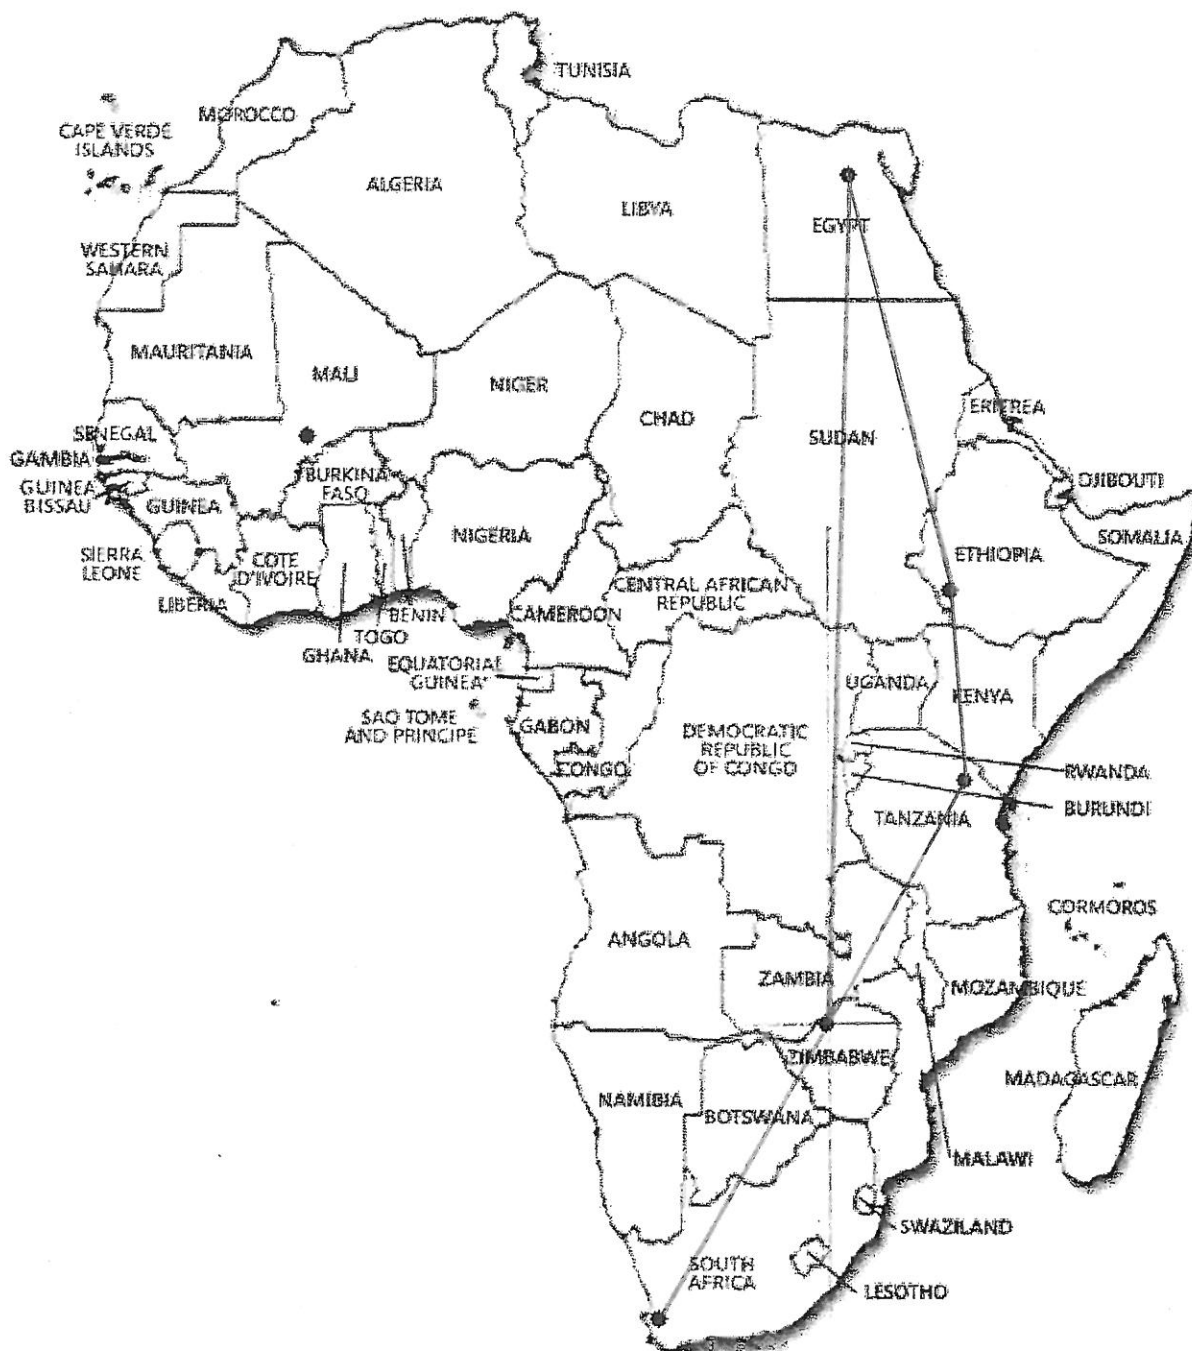 TUNISIA
MOROCCO
CAPE VERDE
ISLANDS
ALGERIA
LIBYA
EGYPT
WESTERN
SAHARA
MAURITANIA
MALI
NIGER
CHAD
SUDAN
ERITREA
SENEGAL
GAMBIA
GUINEA
BISSAU
GUINEA
BURKINA
FASO
DJIBOUTI
NIGERIA
SOMALIA
ETHIOPIA
SIERRA
LEONE
COTE
D'IVOIRE
LIBERIA
CENTRAL AFRICAN
REPUBLIC
CAMEROON
BENIN
TOGO
GHANA
EQUATORIAL
GUINEA
UGANDA
KENYA
SAO TOME
AND PRINCIPE
GABON
DEMOCRATIC
REPUBLIC
OF CONGO
CONGO
RWANDA
BURUNDI
TANZANIA
CORMOROS
ANGOLA
ZAMBIA
MOZAMBIQUE
ZIMBABWE
MADAGASCAR
NAMIBIA
BOTSWANA
MALAWI
SWAZILAND
SOUTH
AFRICA
LESOTHO